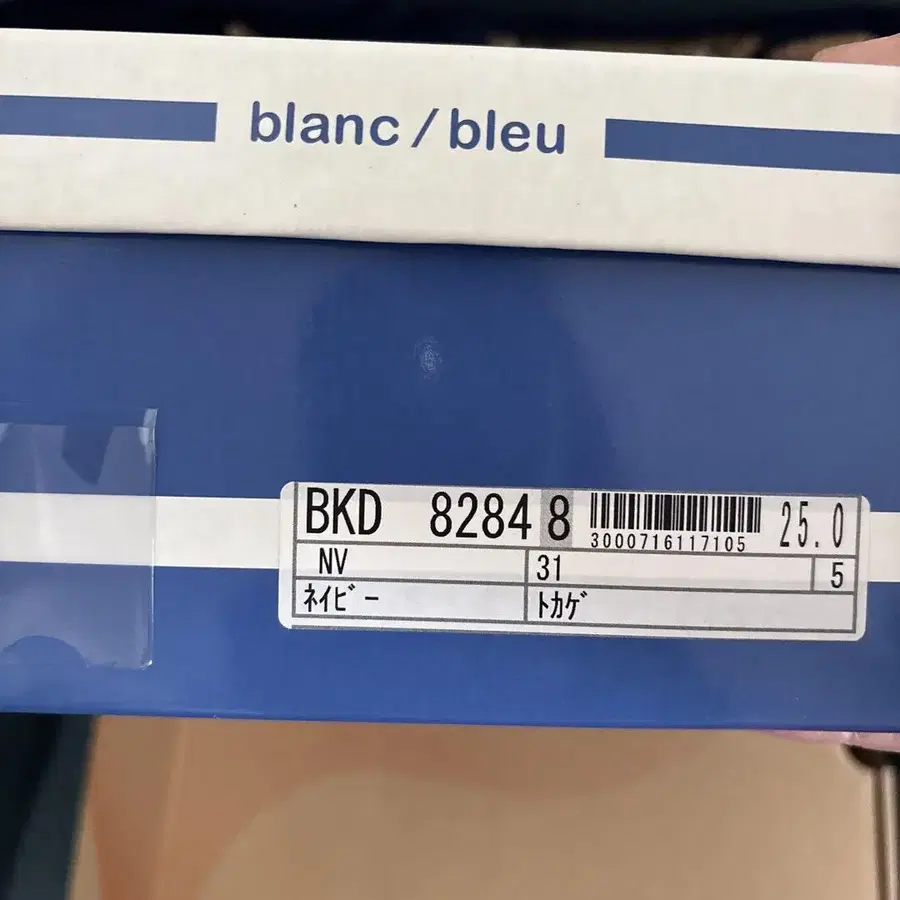 blanc/bleu
BKD 8284 8 25.0
3000716117105
NV 31 5
ﾈｲﾋﾞｰ ﾄｶｹﾞ